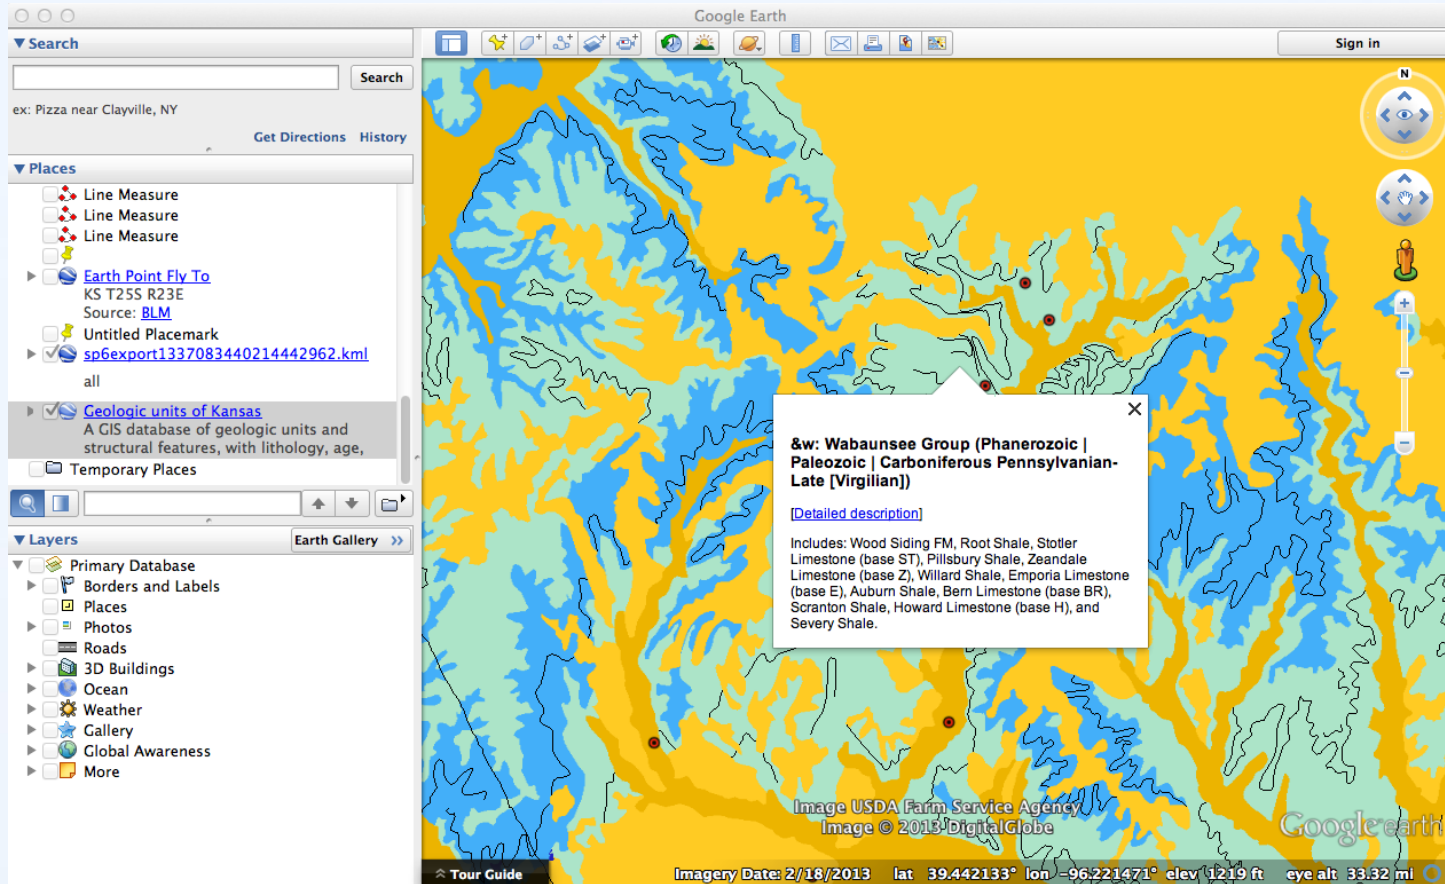 Google Earth
Search
Search
ex: Pizza near Clayville, NY
Get Directions History
Places
Line Measure
Line Measure
Line Measure
Earth Point Fly To
KS T25S R23E
Source: BLM
Untitled Placemark
sp6export1337083440214442962.kml
all
Geologic units of Kansas
A GIS database of geologic units and
structural features, with lithology, age,
Temporary Places
Layers
Earth Gallery >>
Primary Database
Borders and Labels
Places
Photos
Roads
3D Buildings
Ocean
Weather
Gallery
Global Awareness
More
Sign in
N
&w: Wabaunsee Group (Phanerozoic |
Paleozoic | Carboniferous Pennsylvanian-
Late [Virgilian])
[Detailed description]
Includes: Wood Siding FM, Root Shale, Stotler
Limestone (base ST), Pillsbury Shale, Zeandale
Limestone (base Z), Willard Shale, Emporia Limestone
(base E), Auburn Shale, Bern Limestone (base BR),
Scranton Shale, Howard Limestone (base H), and
Severy Shale.
Image USDA Farm Service Agency
Image © 2013 DigitalGlobe
Google earth
Tour Guide
Imagery Date: 2/18/2013 lat 39.442133° lon -96.221471° elev 1219 ft eye alt 33.32 mi